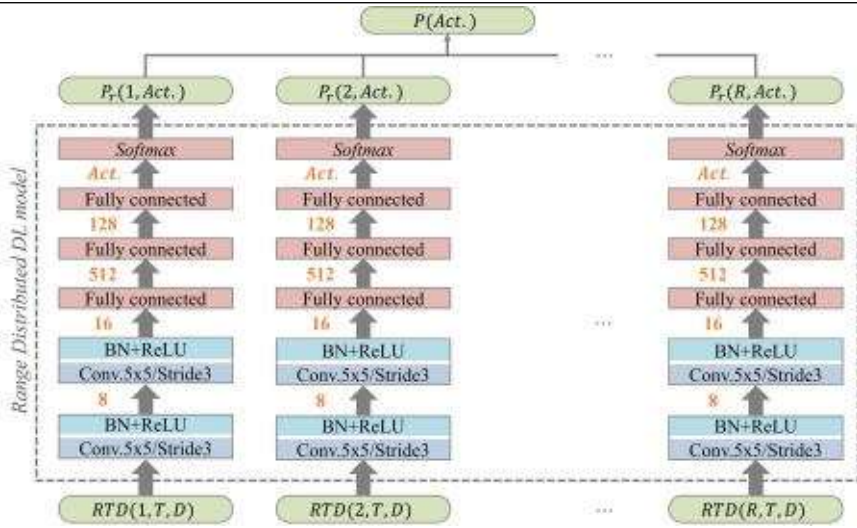 P(Act.)
...
P_r(1, Act.) P_r(2, Act.) P_r(R, Act.)
Range Distributed DL model
Softmax Softmax Softmax
Act. Act. Act.
Fully connected Fully connected Fully connected
128 128 128
Fully connected Fully connected Fully connected
512 512 512
Fully connected Fully connected Fully connected
16 16 ... 16
BN+ReLU BN+ReLU BN+ReLU
Conv.5x5/Stride3 Conv.5x5/Stride3 Conv.5x5/Stride3
8 8 8
BN+ReLU BN+ReLU BN+ReLU
Conv.5x5/Stride3 Conv.5x5/Stride3 Conv.5x5/Stride3
RTD(1,T,D) RTD(2,T,D) ... RTD(R,T,D)